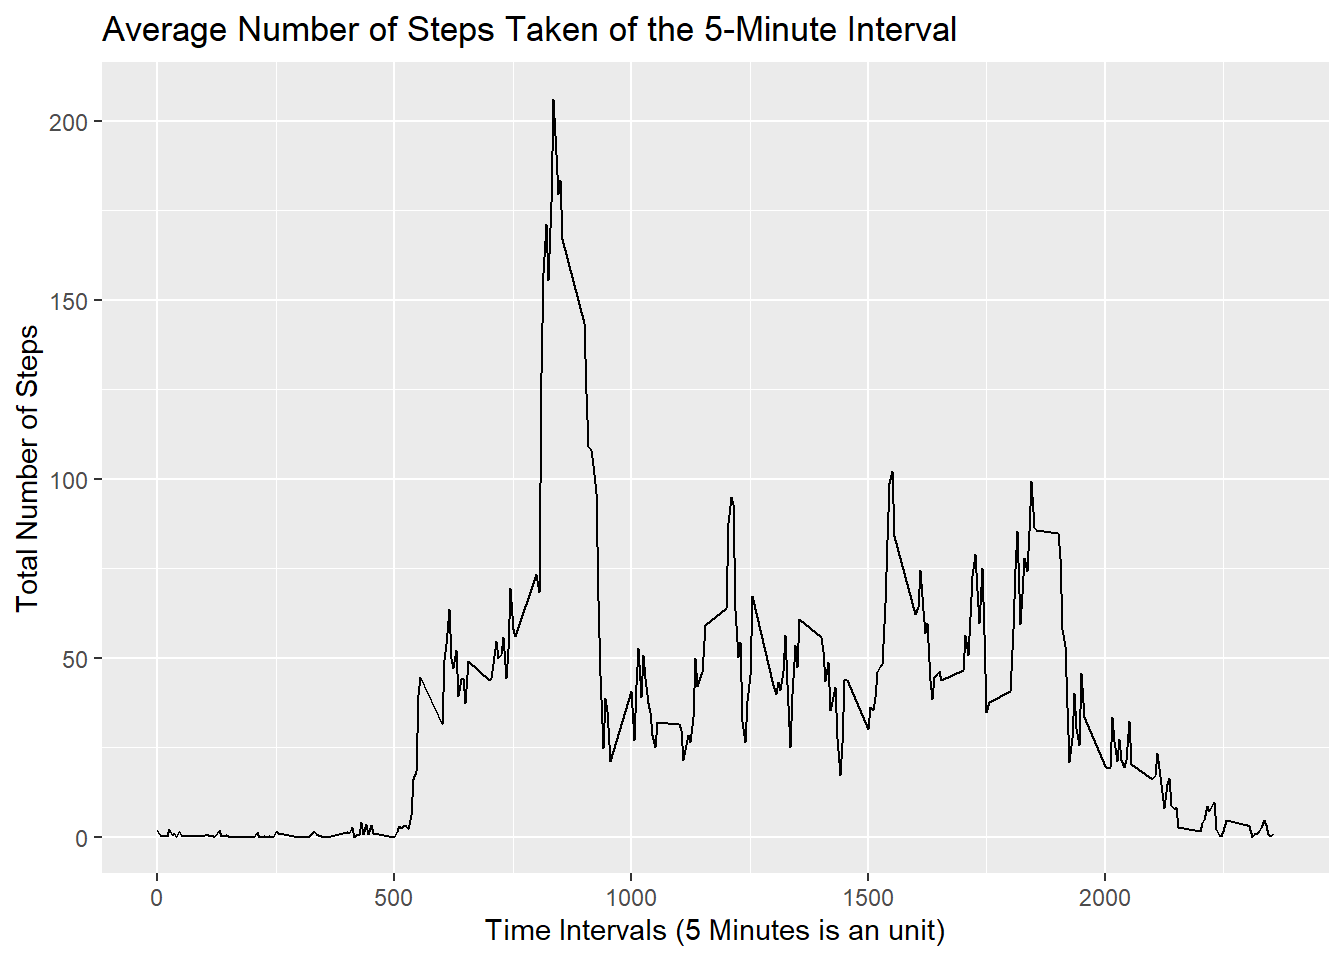 Average Number of Steps Taken of the 5-Minute Interval
Total Number of Steps
200
150
100
50
0
0 500 1000 1500 2000
Time Intervals (5 Minutes is an unit)